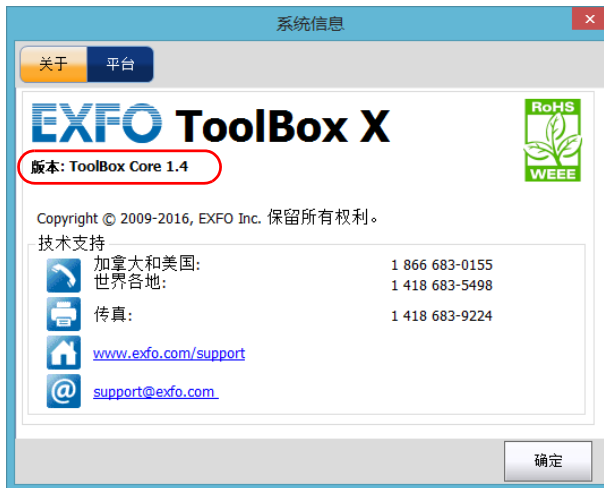 系统信息
×
关于 平台
EXFO ToolBox X
RoHS
WEEE
版本: ToolBox Core 1.4
Copyright © 2009-2016, EXFO Inc. 保留所有权利。
技术支持
加拿大和美国: 1 866 683-0155
世界各地: 1 418 683-5498
传真: 1 418 683-9224
www.exfo.com/support
@ support@exfo.com
确定